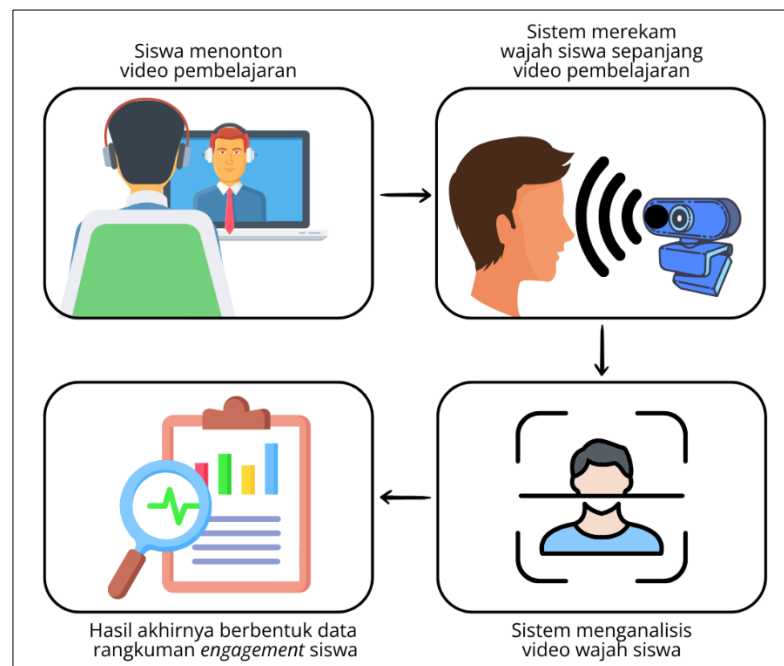 Siswa menonton
video pembelajaran
Sistem merekam
wajah siswa sepanjang
video pembelajaran
Sistem menganalisis
video wajah siswa
Hasil akhirnya berbentuk data
rangkuman engagement siswa